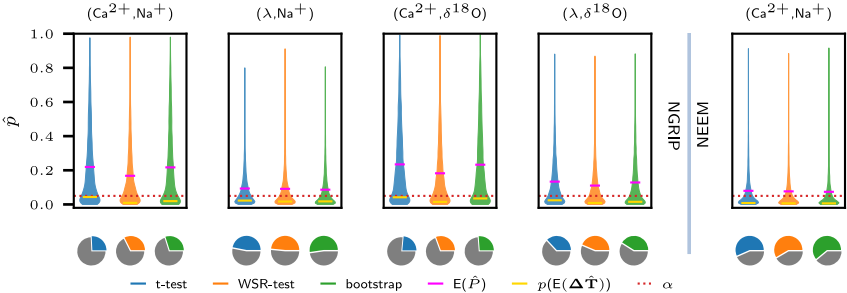 (Ca²⁺,Na⁺) (λ,Na⁺) (Ca²⁺,δ¹⁸O) (λ,δ¹⁸O) (Ca²⁺,Na⁺)
p̂
1.0
0.8
0.6
0.4
0.2
0.0
NGRIP
NEEM
t-test WSR-test bootstrap E(P̂) p(E(ΔT̂)) α